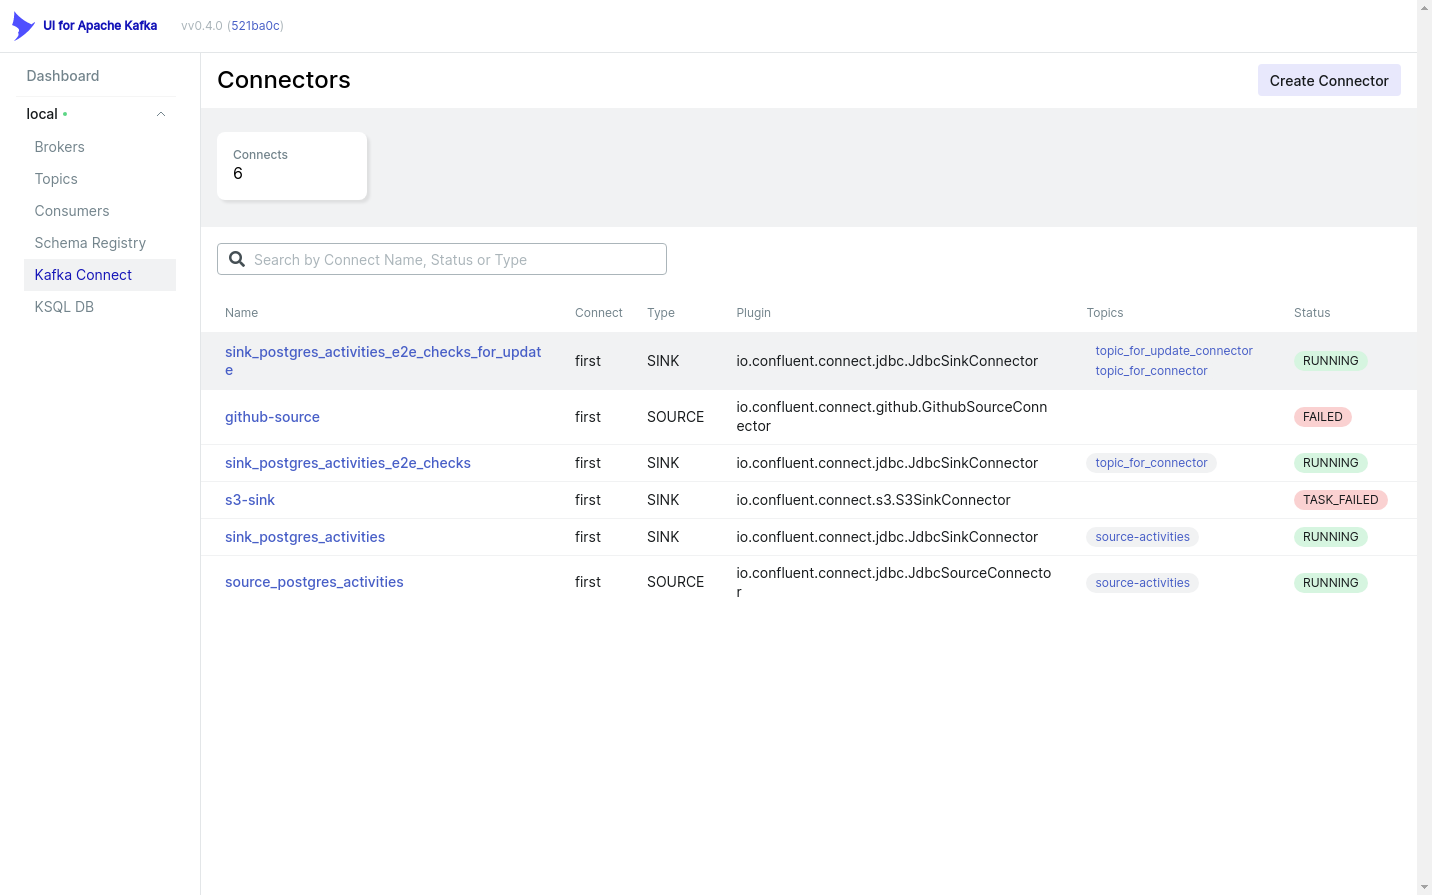 UI for Apache Kafka vv0.4.0 (521ba0c)
Dashboard
local
Brokers
Topics
Consumers
Schema Registry
Kafka Connect
KSQL DB
Connectors
Create Connector
Connects
6
Search by Connect Name, Status or Type
Name Connect Type Plugin Topics Status
sink_postgres_activities_e2e_checks_for_updat
e
first SINK io.confluent.connect.jdbc.JdbcSinkConnector
topic_for_update_connector
topic_for_connector
RUNNING
github-source first SOURCE
io.confluent.connect.github.GithubSourceConn
ector
FAILED
sink_postgres_activities_e2e_checks first SINK io.confluent.connect.jdbc.JdbcSinkConnector topic_for_connector RUNNING
s3-sink first SINK io.confluent.connect.s3.S3SinkConnector TASK_FAILED
sink_postgres_activities first SINK io.confluent.connect.jdbc.JdbcSinkConnector source-activities RUNNING
source_postgres_activities first SOURCE
io.confluent.connect.jdbc.JdbcSourceConnecto
r
source-activities RUNNING